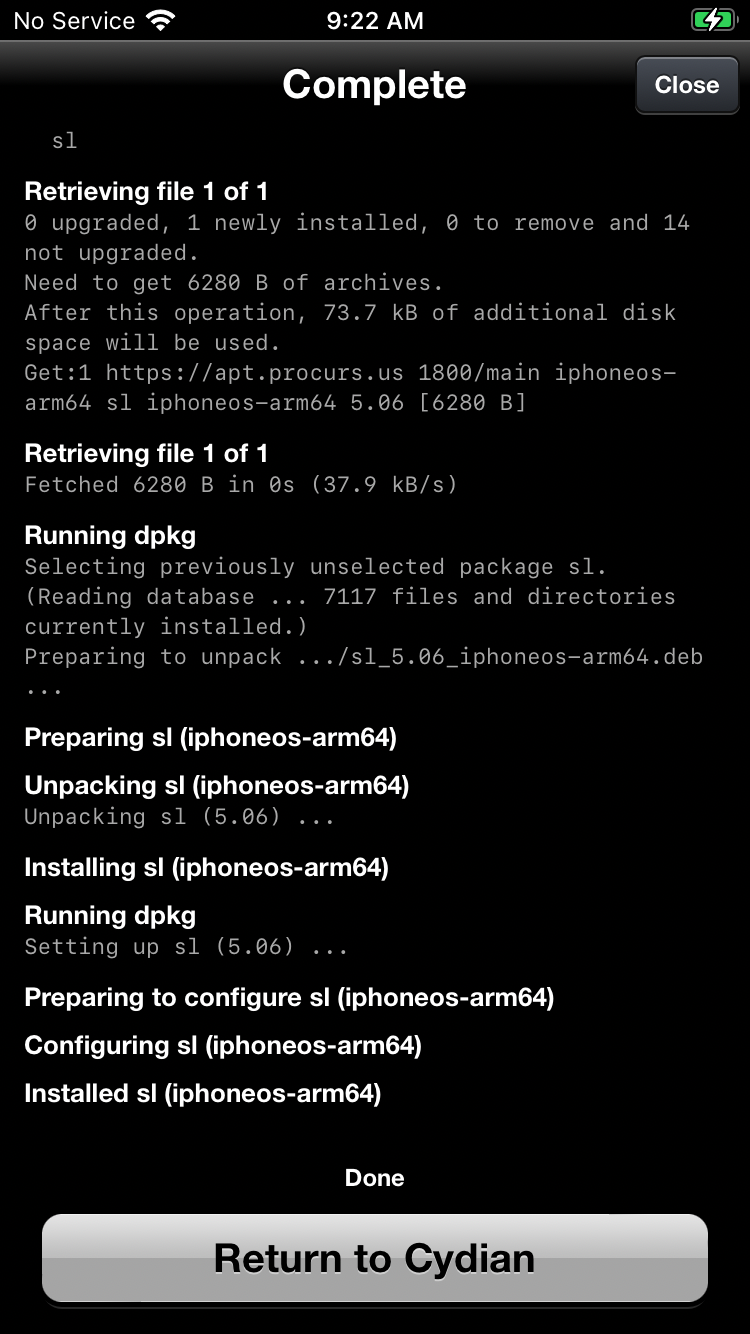 No Service
9:22 AM
Complete
Close
sl
Retrieving file 1 of 1
0 upgraded, 1 newly installed, 0 to remove and 14
not upgraded.
Need to get 6280 B of archives.
After this operation, 73.7 kB of additional disk
space will be used.
Get:1 https://apt.procurs.us 1800/main iphoneos-
arm64 sl iphoneos-arm64 5.06 [6280 B]
Retrieving file 1 of 1
Fetched 6280 B in 0s (37.9 kB/s)
Running dpkg
Selecting previously unselected package sl.
(Reading database ... 7117 files and directories
currently installed.)
Preparing to unpack .../sl_5.06_iphoneos-arm64.deb
...
Preparing sl (iphoneos-arm64)
Unpacking sl (iphoneos-arm64)
Unpacking sl (5.06) ...
Installing sl (iphoneos-arm64)
Running dpkg
Setting up sl (5.06) ...
Preparing to configure sl (iphoneos-arm64)
Configuring sl (iphoneos-arm64)
Installed sl (iphoneos-arm64)
Done
Return to Cydian